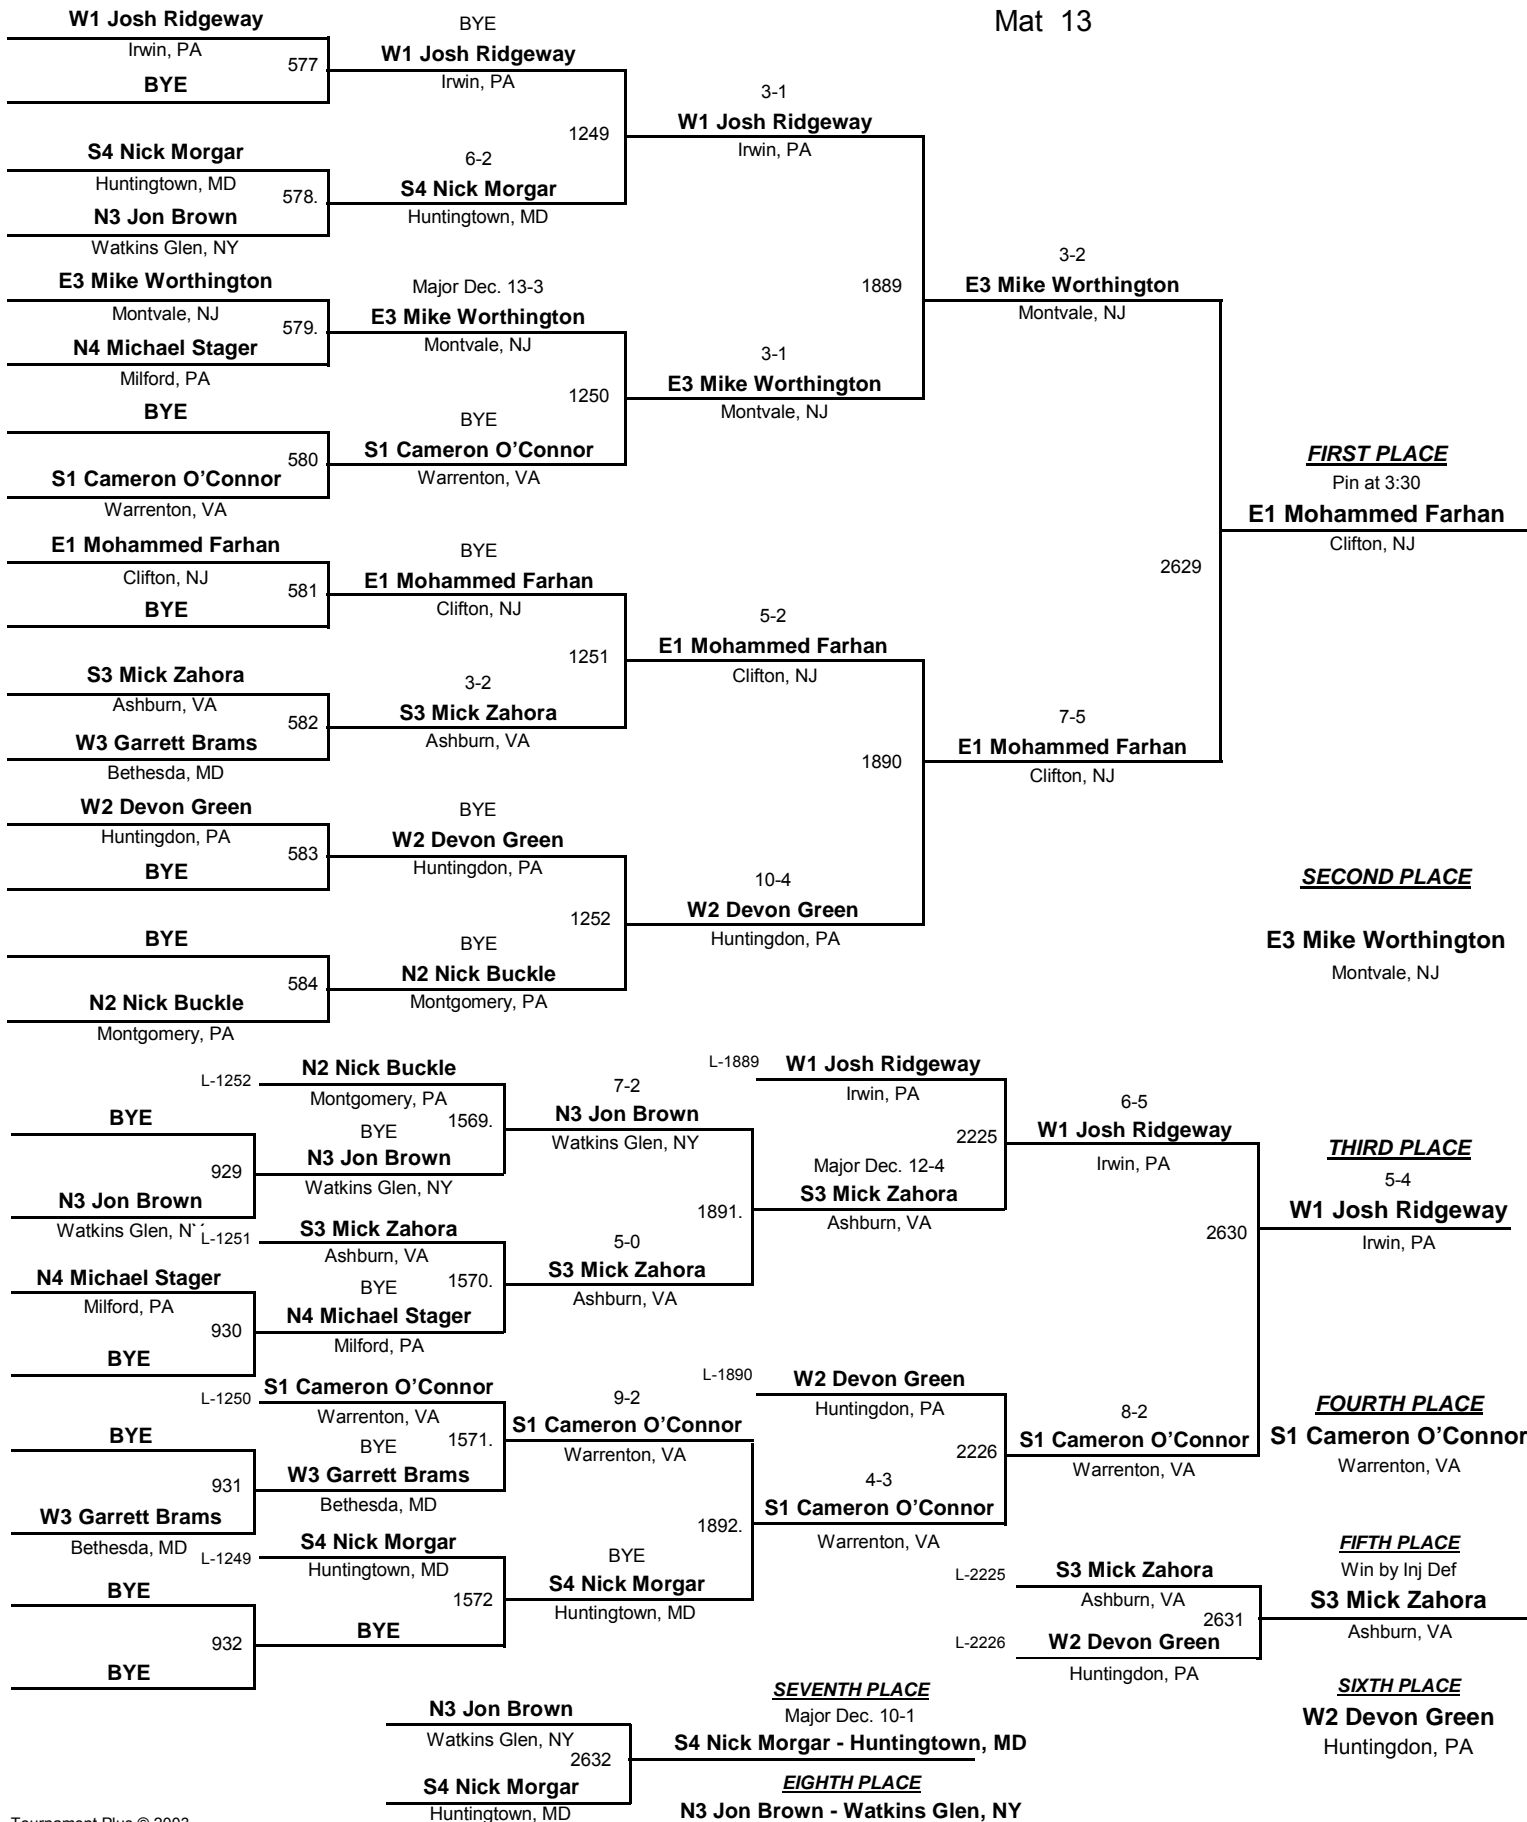 Mat 13
W1 Josh Ridgeway
Irwin, PA
577
BYE
S4 Nick Morgar
Huntingtown, MD
578.
N3 Jon Brown
Watkins Glen, NY
E3 Mike Worthington
Montvale, NJ
579.
N4 Michael Stager
Milford, PA
BYE
580
S1 Cameron O’Connor
Warrenton, VA
E1 Mohammed Farhan
Clifton, NJ
581
BYE
S3 Mick Zahora
Ashburn, VA
582
W3 Garrett Brams
Bethesda, MD
W2 Devon Green
Huntingdon, PA
583
BYE
BYE
584
N2 Nick Buckle
Montgomery, PA
BYE
W1 Josh Ridgeway
Irwin, PA
1249
6-2
S4 Nick Morgar
Huntingtown, MD
Major Dec. 13-3
E3 Mike Worthington
Montvale, NJ
1250
BYE
S1 Cameron O’Connor
Warrenton, VA
BYE
E1 Mohammed Farhan
Clifton, NJ
1251
3-2
S3 Mick Zahora
Ashburn, VA
BYE
W2 Devon Green
Huntingdon, PA
1252
BYE
N2 Nick Buckle
Montgomery, PA
3-1
W1 Josh Ridgeway
Irwin, PA
1889
3-1
E3 Mike Worthington
Montvale, NJ
5-2
E1 Mohammed Farhan
Clifton, NJ
1890
10-4
W2 Devon Green
Huntingdon, PA
3-2
E3 Mike Worthington
Montvale, NJ
2629
7-5
E1 Mohammed Farhan
Clifton, NJ
FIRST PLACE
Pin at 3:30
E1 Mohammed Farhan
Clifton, NJ
SECOND PLACE
E3 Mike Worthington
Montvale, NJ
BYE
929
N3 Jon Brown
Watkins Glen, NY
N4 Michael Stager
Milford, PA
930
BYE
BYE
931
W3 Garrett Brams
Bethesda, MD
BYE
932
BYE
L-1252
N2 Nick Buckle
Montgomery, PA
1569.
BYE
N3 Jon Brown
Watkins Glen, NY
L-1251
S3 Mick Zahora
Ashburn, VA
1570.
BYE
N4 Michael Stager
Milford, PA
L-1250
S1 Cameron O’Connor
Warrenton, VA
1571.
BYE
W3 Garrett Brams
Bethesda, MD
L-1249
S4 Nick Morgar
Huntingtown, MD
1572
BYE
7-2
N3 Jon Brown
Watkins Glen, NY
1891.
5-0
S3 Mick Zahora
Ashburn, VA
9-2
S1 Cameron O’Connor
Warrenton, VA
1892.
BYE
S4 Nick Morgar
Huntingtown, MD
L-1889
W1 Josh Ridgeway
Irwin, PA
2225
Major Dec. 12-4
S3 Mick Zahora
Ashburn, VA
L-1890
W2 Devon Green
Huntingdon, PA
2226
4-3
S1 Cameron O’Connor
Warrenton, VA
6-5
W1 Josh Ridgeway
Irwin, PA
2630
8-2
S1 Cameron O’Connor
Warrenton, VA
THIRD PLACE
5-4
W1 Josh Ridgeway
Irwin, PA
FOURTH PLACE
S1 Cameron O’Connor
Warrenton, VA
L-2225
S3 Mick Zahora
Ashburn, VA
2631
L-2226
W2 Devon Green
Huntingdon, PA
FIFTH PLACE
Win by Inj Def
S3 Mick Zahora
Ashburn, VA
SIXTH PLACE
W2 Devon Green
Huntingdon, PA
N3 Jon Brown
Watkins Glen, NY
2632
S4 Nick Morgar
Huntingtown, MD
SEVENTH PLACE
Major Dec. 10-1
S4 Nick Morgar - Huntingtown, MD
EIGHTH PLACE
N3 Jon Brown - Watkins Glen, NY
Tournament Plus © 2003